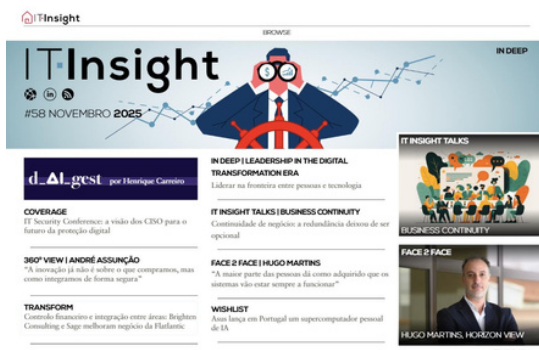 IT Insight
BROWSE
IT Insight
IN DEEP
#58 NOVEMBRO 2025
d_AI_gest por Henrique Carreiro
COVERAGE
IT Security Conference: a visão dos CISO para o
futuro da proteção digital
360º VIEW | ANDRÉ ASSUNÇÃO
"A inovação já não é sobre o que compramos, mas
como integramos de forma segura"
TRANSFORM
Controlo financeiro e integração entre áreas: Brighten
Consulting e Sage melhoram negócio da Flatlantic
IN DEEP | LEADERSHIP IN THE DIGITAL
TRANSFORMATION ERA
Liderar na fronteira entre pessoas e tecnologia
IT INSIGHT TALKS | BUSINESS CONTINUITY
Continuidade de negócio: a redundância deixou de ser
opcional
FACE 2 FACE | HUGO MARTINS
"A maior parte das pessoas dá como adquirido que os
sistemas vão estar sempre a funcionar"
WISHLIST
Asus lança em Portugal um supercomputador pessoal
de IA
IT INSIGHT TALKS
BUSINESS CONTINUITY
FACE 2 FACE
HUGO MARTINS, HORIZON VIEW